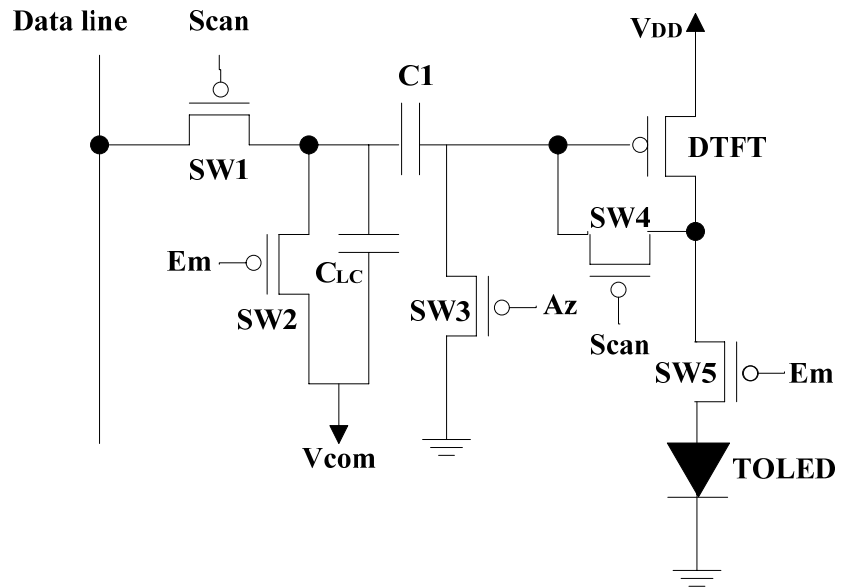 Data line
Scan
VDD
C1
DTFT
SW1
SW4
Em
CLC
SW2
SW3
Az
Scan
SW5
Em
Vcom
TOLED